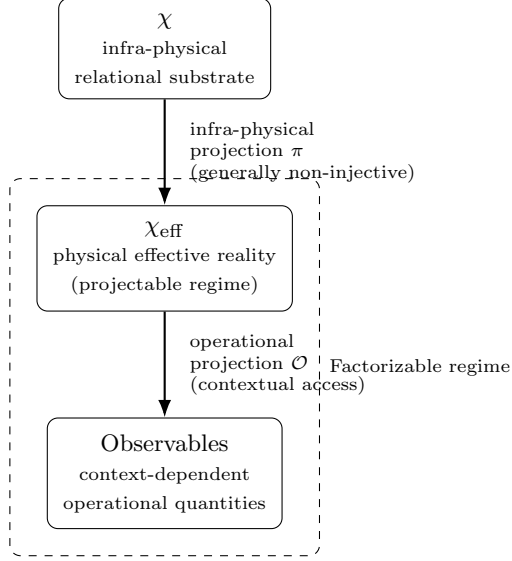 χ
infra-physical
relational substrate
infra-physical
projection π
(generally non-injective)
χeff
physical effective reality
(projectable regime)
operational
projection 𝒪
(contextual access)
Factorizable regime
Observables
context-dependent
operational quantities